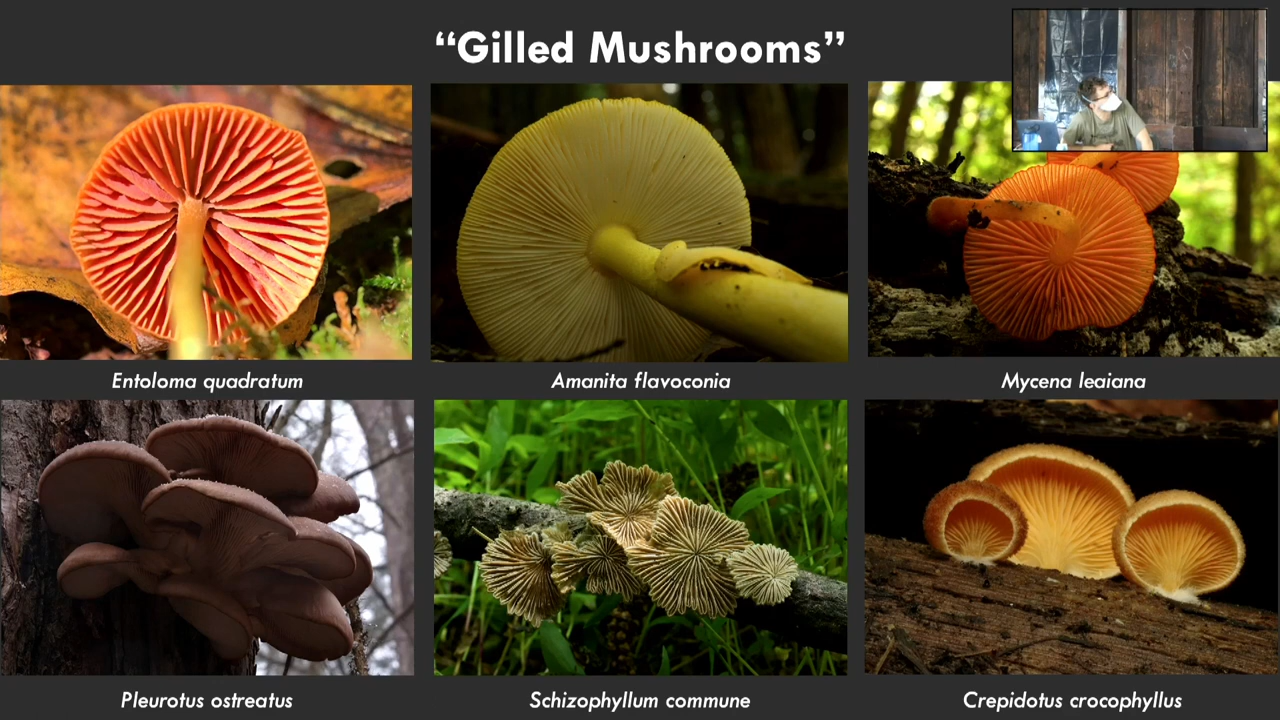 “Gilled Mushrooms”
Entoloma quadratum
Amanita flavoconia
Mycena leaiana
Pleurotus ostreatus
Schizophyllum commune
Crepidotus crocophyllus